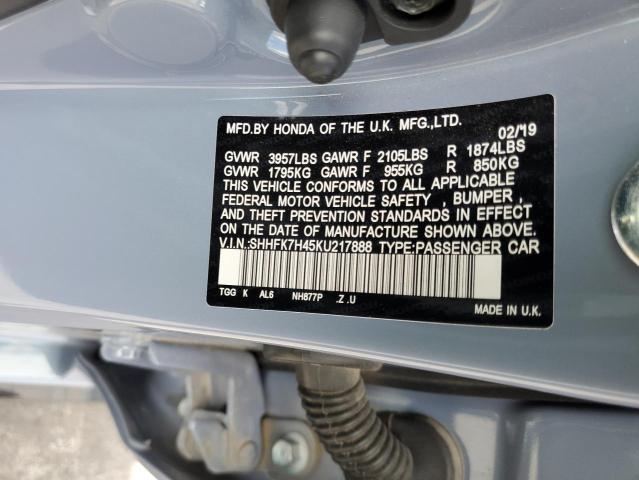 MFD.BY HONDA OF THE U.K. MFG.,LTD.
02/'19
GVWR 3957LBS GAWR F 2105LBS R 1874LBS
GVWR 1795KG GAWR F 955KG R 850KG
THIS VEHICLE CONFORMS TO ALL APPLICABLE
FEDERAL MOTOR VEHICLE SAFETY , BUMPER ,
AND THEFT PREVENTION STANDARDS IN EFFECT
ON THE DATE OF MANUFACTURE SHOWN ABOVE.
V.I.N.:SHHFK7H45KU217888 TYPE:PASSENGER CAR
TGG K AL6 NH877P .Z .U
MADE IN U.K.